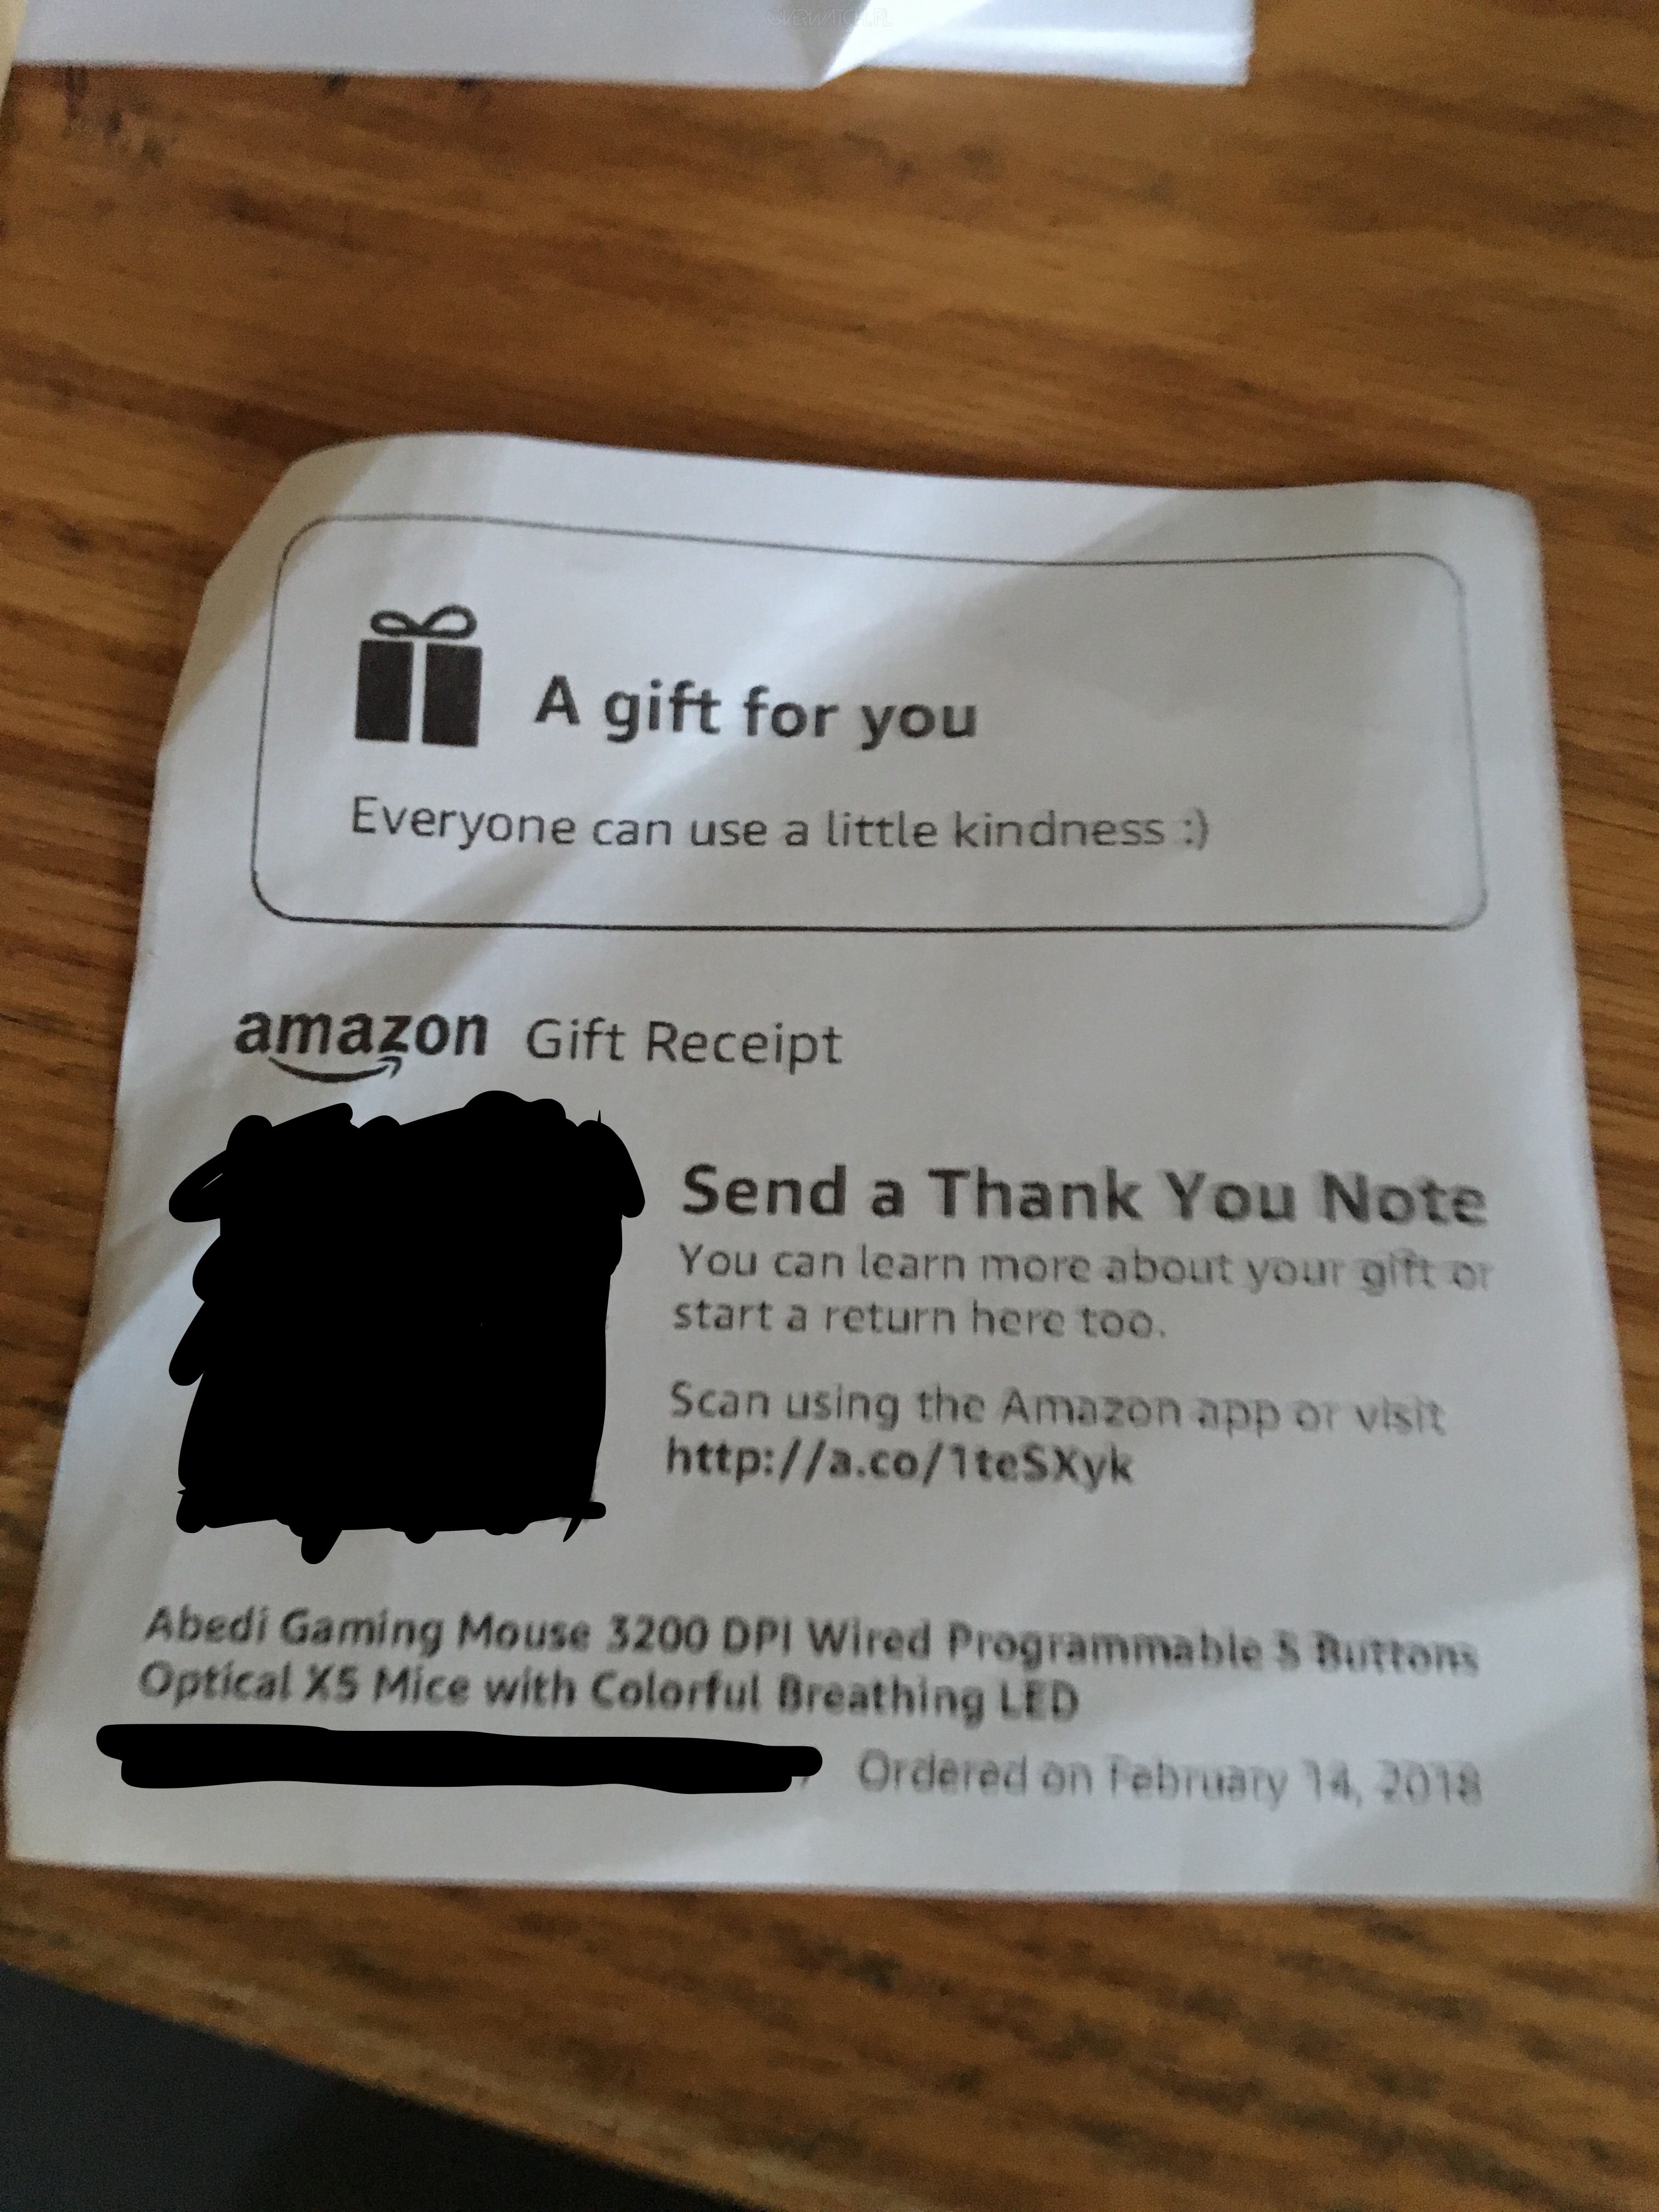 A gift for you
Everyone can use a little kindness :)
amazon Gift Receipt
Send a Thank You Note
You can learn more about your gift or
start a return here too.
Scan using the Amazon app or visit
http://a.co/1teSXyk
Abedi Gaming Mouse 3200 DPI Wired Programmable 5 Buttons
Optical X5 Mice with Colorful Breathing LED
Ordered on February 14, 2018